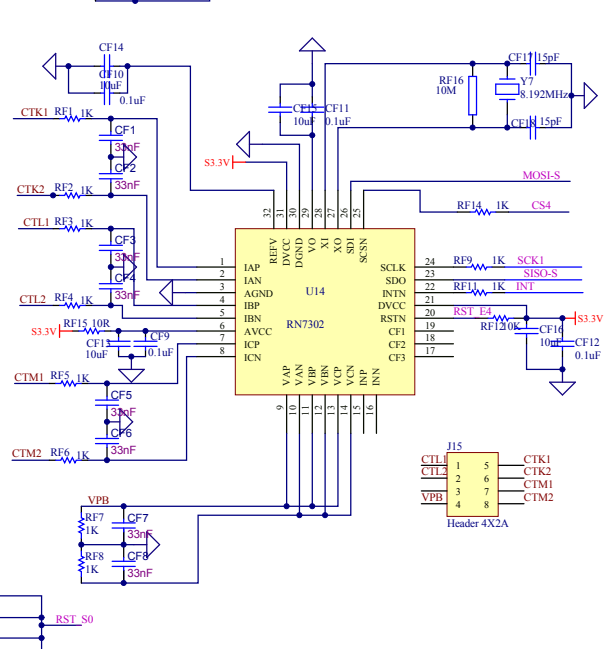 CF14
CF10
10uF
0.1uF
CTK1 RF1 1K
CF1
33nF
CF2
33nF
CTK2 RF2 1K
CTL1 RF3 1K
CF3
33nF
CF4
33nF
CTL2 RF4 1K
S3.3V RF15 10R
CF13 CF9
10uF 0.1uF
CTM1 RF5 1K
CF5
33nF
CF6
33nF
CTM2 RF6 1K
CF11
10uF 0.1uF
S3.3V
CF17 15pF
RF16
10M
Y7
8.192MHz
CF18 15pF
MOSI-S
RF14 1K CS4
32 31 30 29 28 27 26 25
REFV DVCC DGND VO XI XO SDI SCSN
1 IAP
2 IAN
3 AGND
4 IBP
5 IBN
6 AVCC
7 ICP
8 ICN
U14
RN7302
SCLK 24 RF9 1K SCK1
SDO 23 SISO-S
INTN 22 RF11 1K INT
DVCC 21
RSTN 20 RST_E4 RF12 10K
CF1 19
CF2 18
CF3 17
S3.3V
CF16
10uF
CF12
0.1uF
VAP VAN VBP VBN VCP VCN INP INN
9 10 11 12 13 14 15 16
VPB
RF7
1K
CF7
33nF
RF8
1K
CF8
33nF
J15
CTL1 1 5 CTK1
CTL2 2 6 CTK2
3 7 CTM1
VPB 4 8 CTM2
Header 4X2A
RST_S0